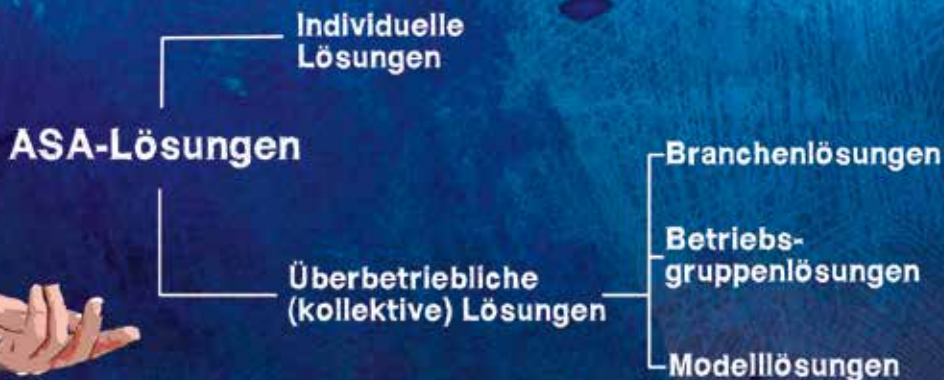 Individuelle
Lösungen
ASA-Lösungen
Überbetriebliche
(kollektive) Lösungen
Branchenlösungen
Betriebs-
gruppenlösungen
Modelllösungen